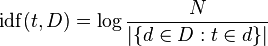 idf(t, D) = log N / |{d ∈ D : t ∈ d}|